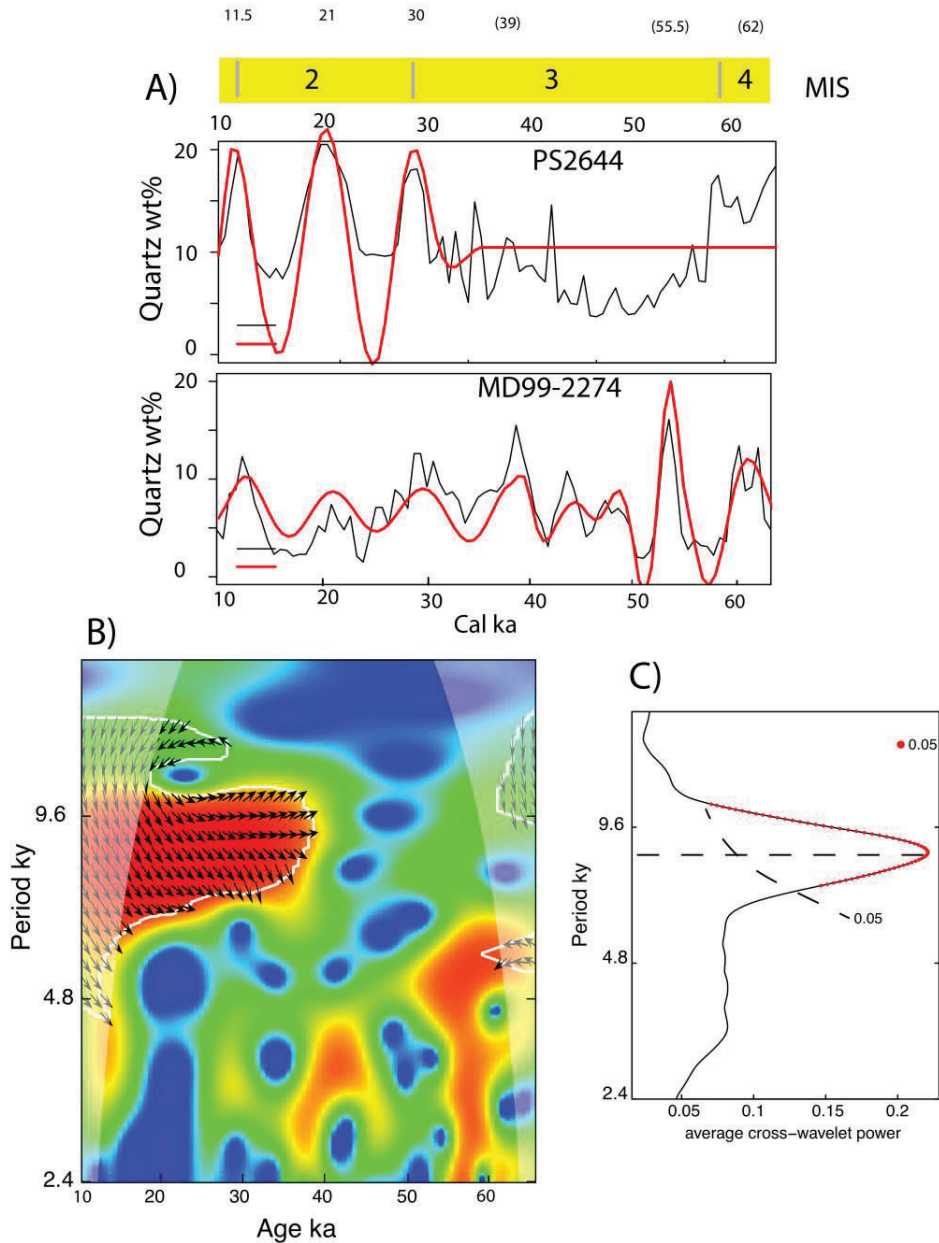 11.5 21 30 (39) (55.5) (62)
A) 2 3 4 MIS
10 20 30 40 50 60
PS2644
Quartz wt%
20
10
0
MD99-2274
Quartz wt%
20
10
0
10 20 30 40 50 60
Cal ka
B)
Period ky
9.6
4.8
2.4
10 20 30 40 50 60
Age ka
C)
0.05
Period ky
9.6
4.8
2.4
0.05
0.05 0.1 0.15 0.2
average cross-wavelet power